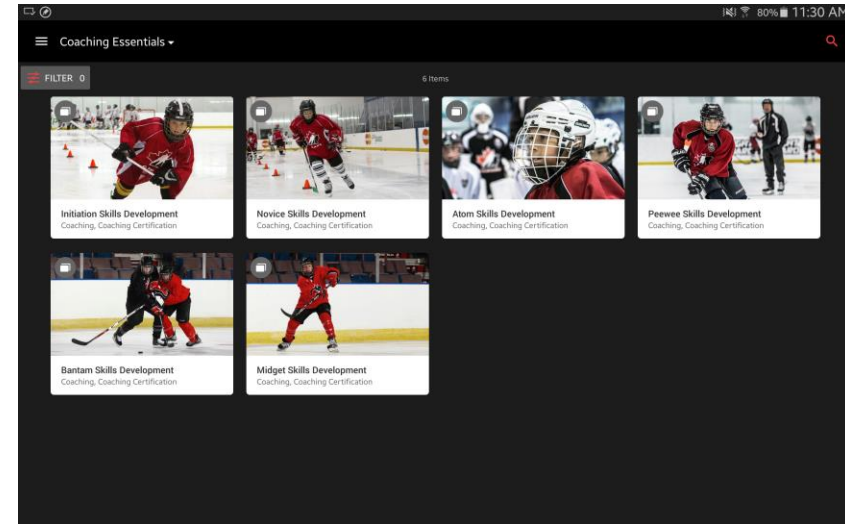 80% 11:30 AM
Coaching Essentials
FILTER 0
6 Items
Initiation Skills Development
Coaching, Coaching Certification
Novice Skills Development
Coaching, Coaching Certification
Atom Skills Development
Coaching, Coaching Certification
Peewee Skills Development
Coaching, Coaching Certification
Bantam Skills Development
Coaching, Coaching Certification
Midget Skills Development
Coaching, Coaching Certification